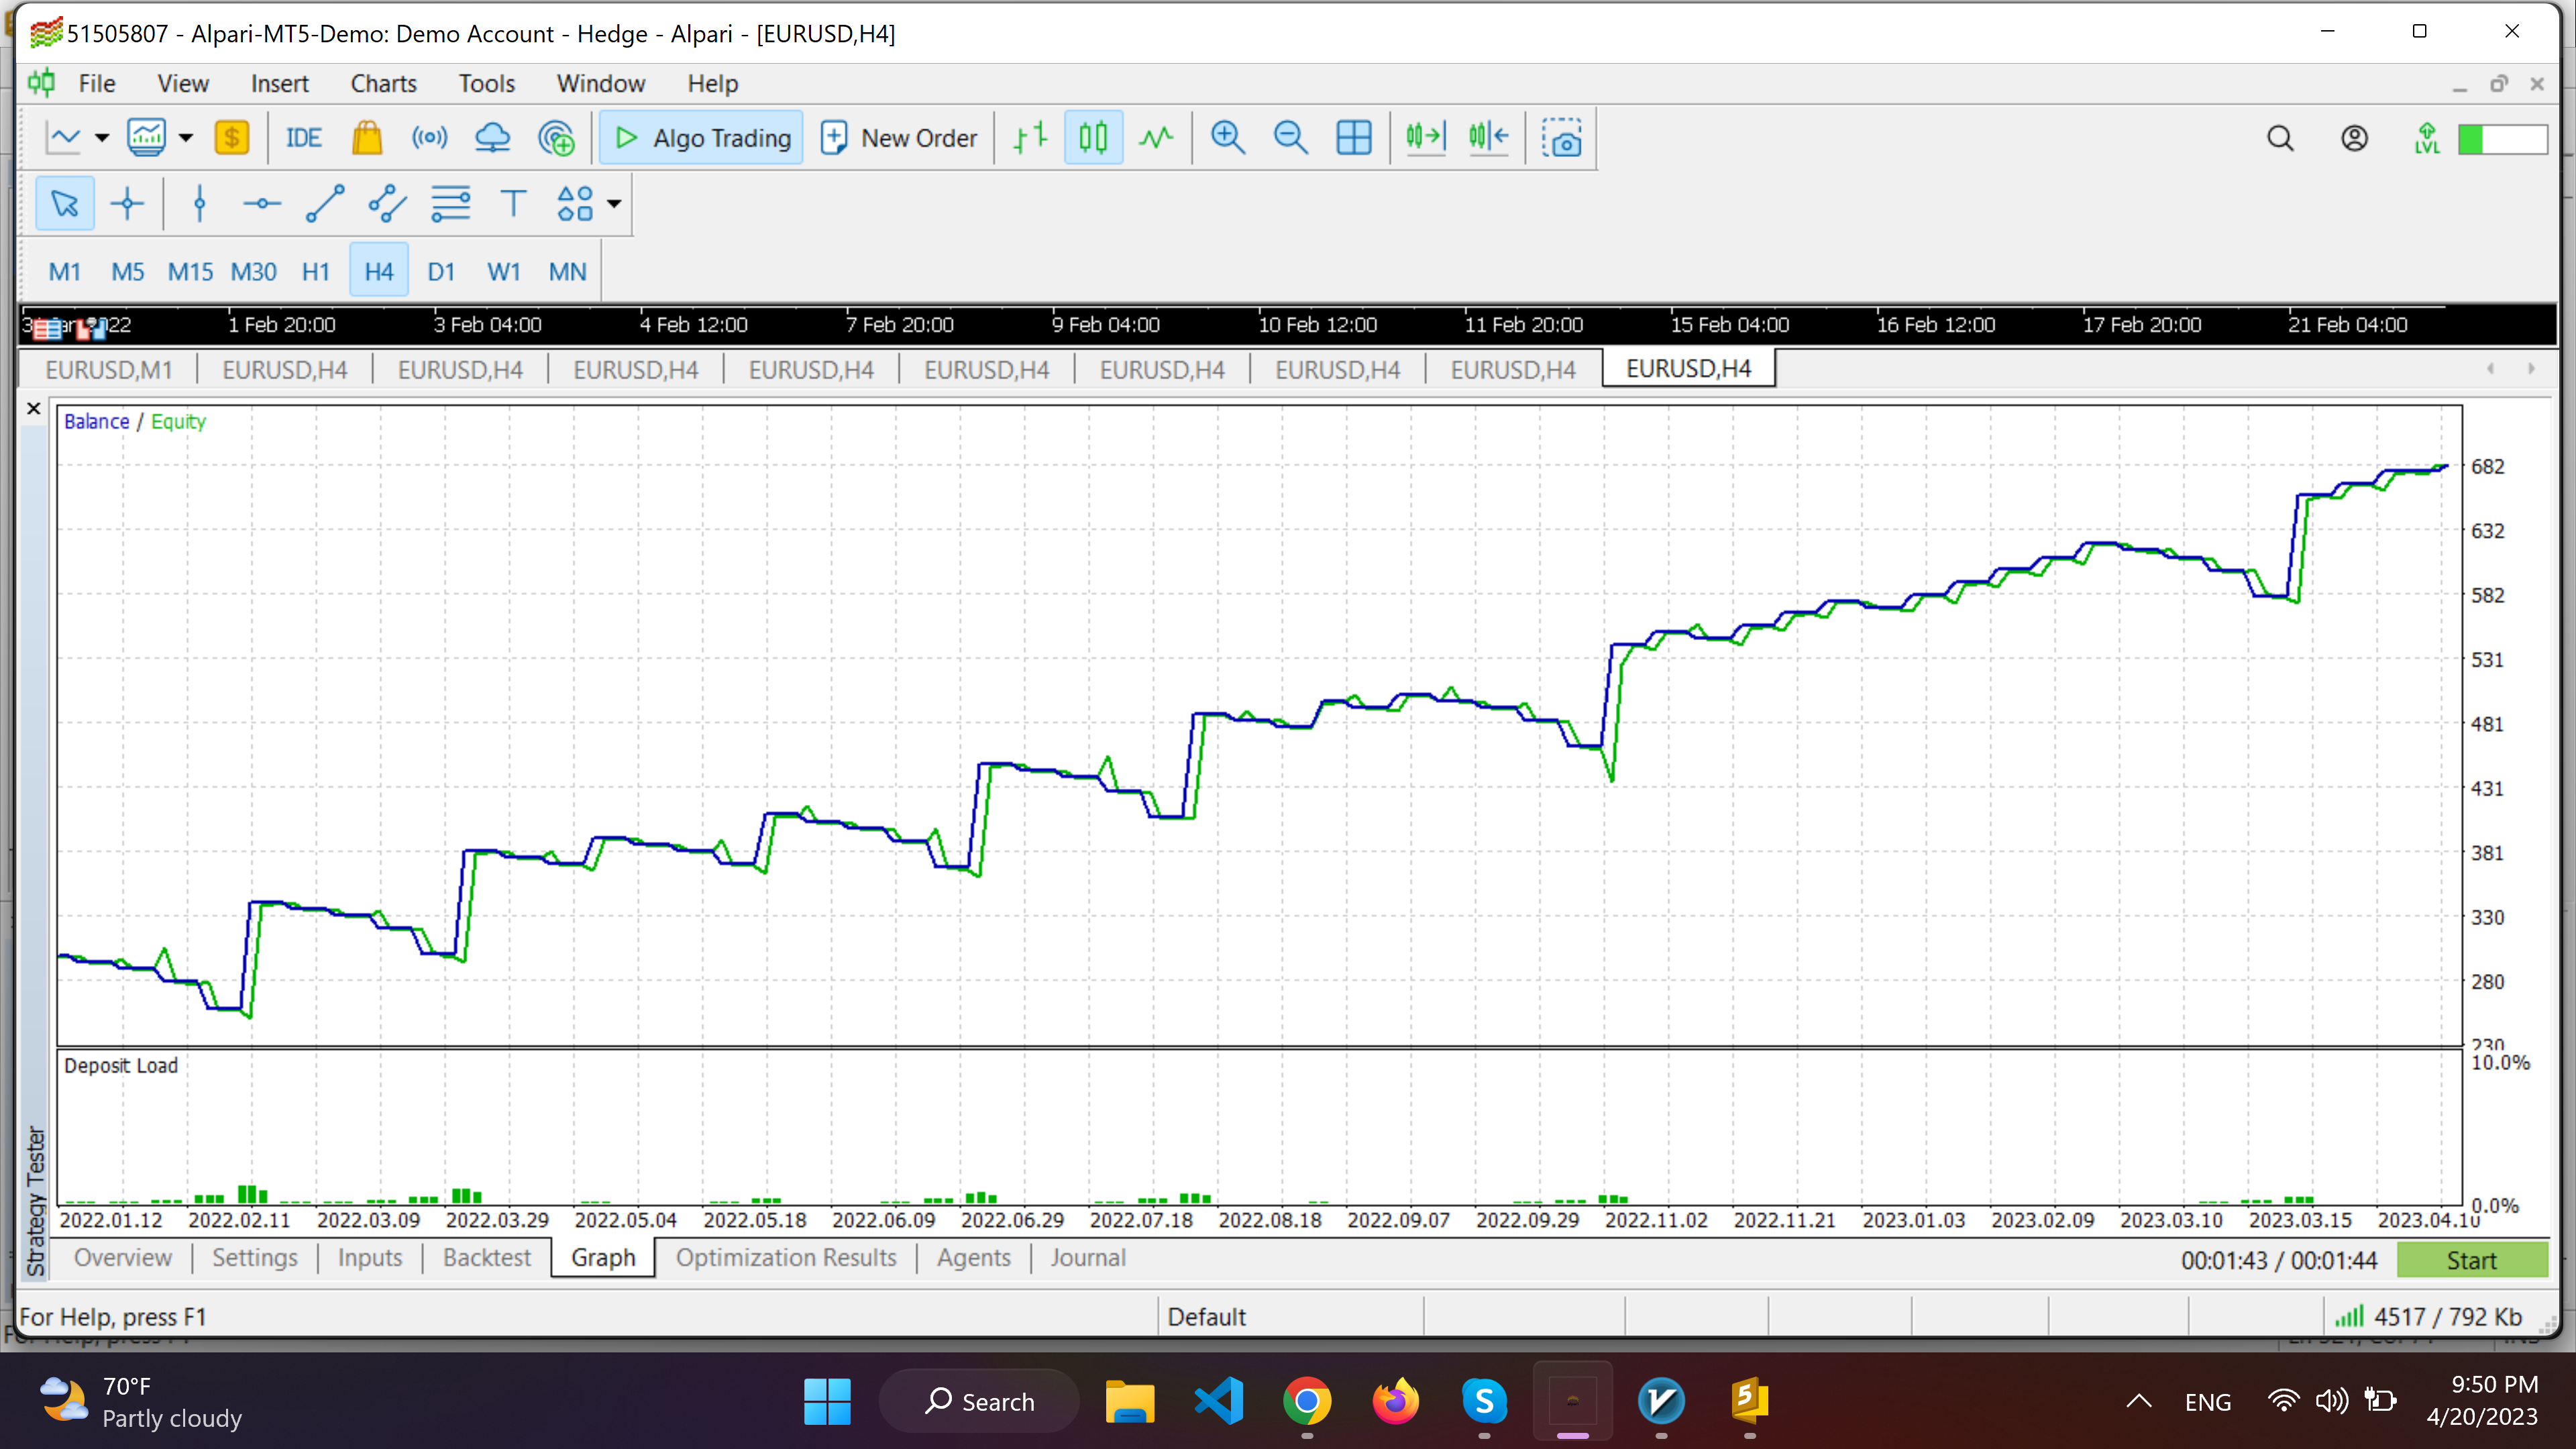 51505807 - Alpari-MT5-Demo: Demo Account - Hedge - Alpari - [EURUSD,H4]
File View Insert Charts Tools Window Help
IDE Algo Trading New Order LVL
M1 M5 M15 M30 H1 H4 D1 W1 MN
1 Feb 20:00 3 Feb 04:00 4 Feb 12:00 7 Feb 20:00 9 Feb 04:00 10 Feb 12:00 11 Feb 20:00 15 Feb 04:00 16 Feb 12:00 17 Feb 20:00 21 Feb 04:00
EURUSD,M1 EURUSD,H4 EURUSD,H4 EURUSD,H4 EURUSD,H4 EURUSD,H4 EURUSD,H4 EURUSD,H4 EURUSD,H4 EURUSD,H4
Balance / Equity
682
632
582
531
481
431
381
330
280
230
Deposit Load
10.0%
0.0%
2022.01.12 2022.02.11 2022.03.09 2022.03.29 2022.05.04 2022.05.18 2022.06.09 2022.06.29 2022.07.18 2022.08.18 2022.09.07 2022.09.29 2022.11.02 2022.11.21 2023.01.03 2023.02.09 2023.03.10 2023.03.15 2023.04.10
Strategy Tester
Overview Settings Inputs Backtest Graph Optimization Results Agents Journal
00:01:43 / 00:01:44 Start
For Help, press F1 Default 4517 / 792 Kb
70°F
Partly cloudy
Search
ENG
9:50 PM
4/20/2023